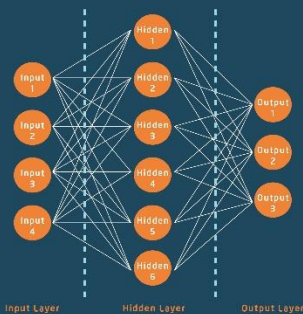 Hidden
1
Input
1
Hidden
2
Output
1
Input
2
Hidden
3
Output
2
Input
3
Hidden
4
Output
3
Input
4
Hidden
5
Hidden
6
Input Layer
Hidden Layer
Output Layer